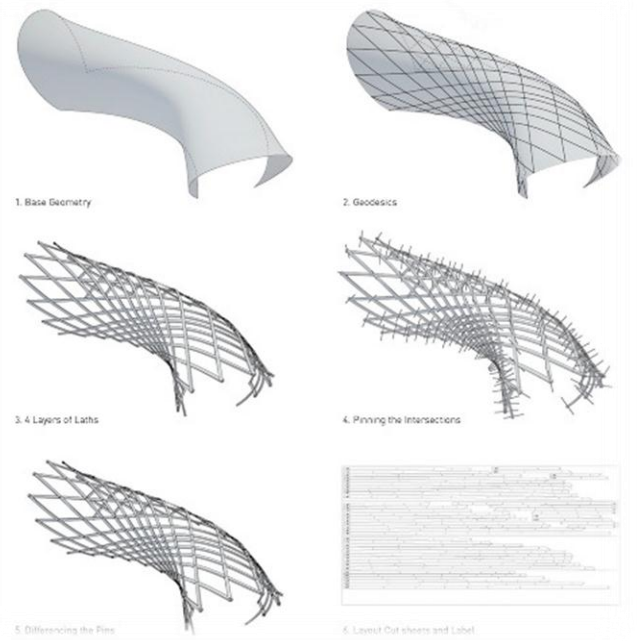 1. Base Geometry
2. Geodesics
3. 4 Layers of Laths
4. Pinning the Intersections
5. Differencing the Pins
6. Layout Cut sheets and Label